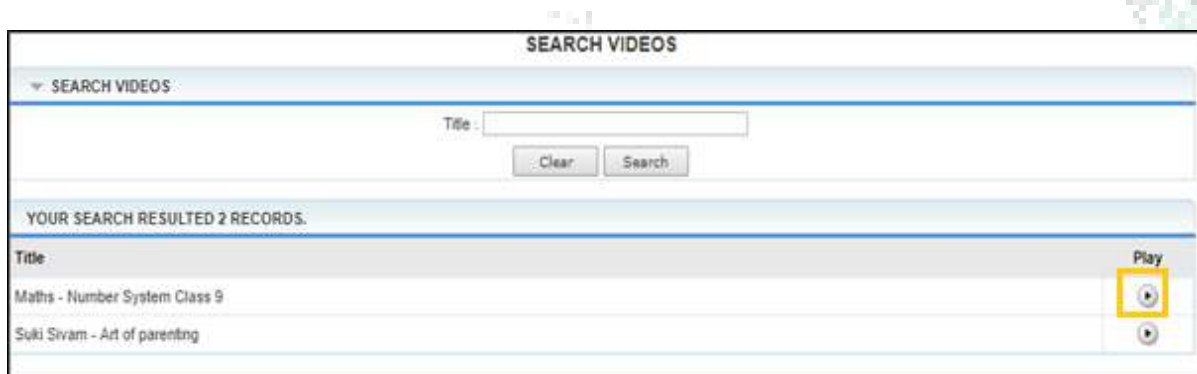 SEARCH VIDEOS
SEARCH VIDEOS
Title :
Clear Search
YOUR SEARCH RESULTED 2 RECORDS.
Title Play
Maths - Number System Class 9
Suki Sivam - Art of parenting